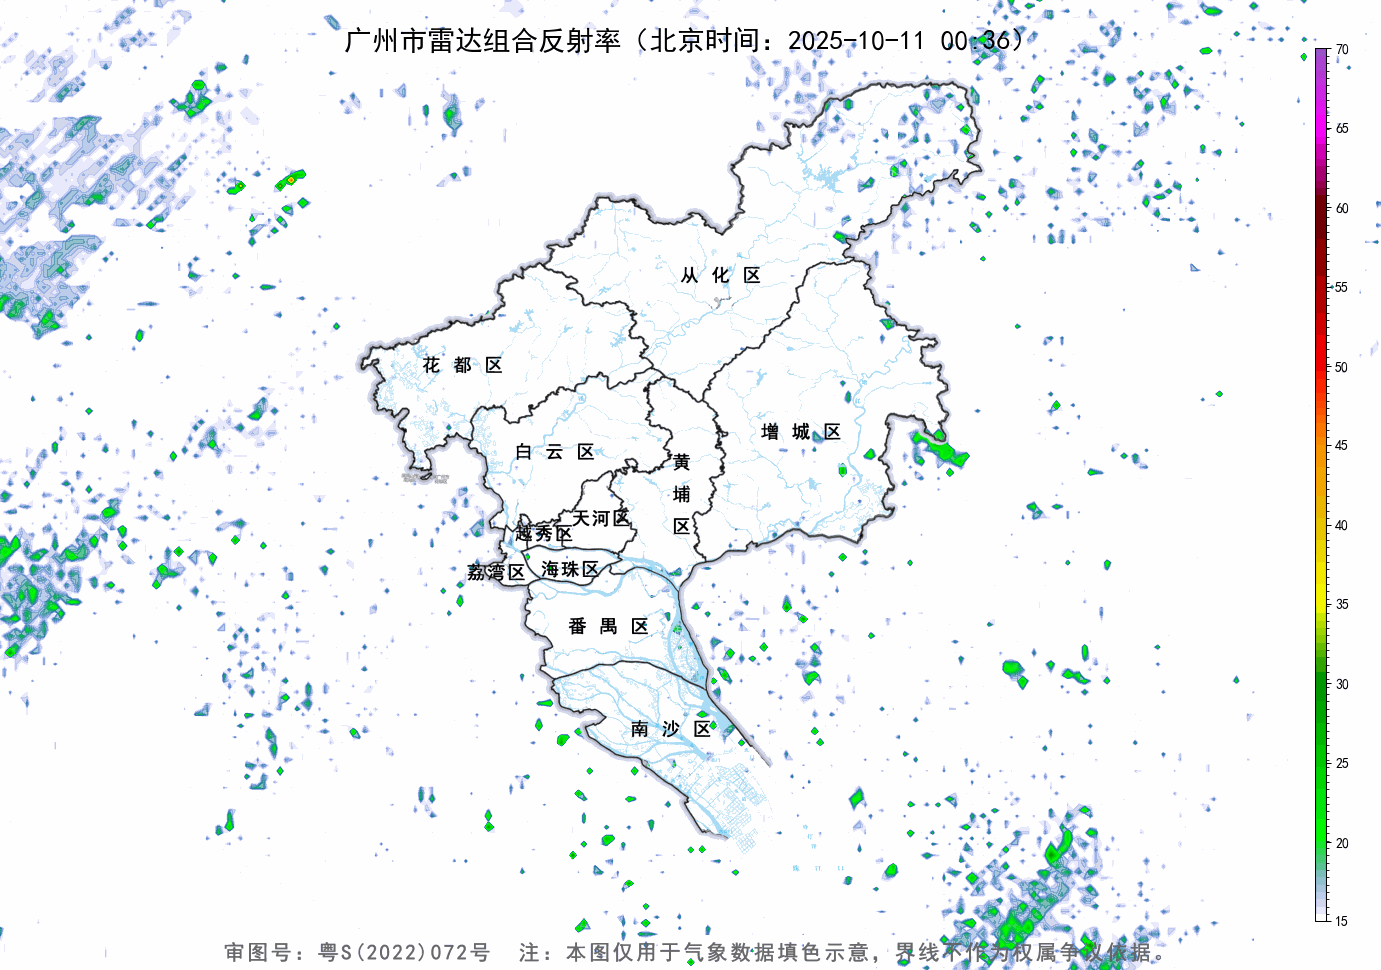 广州市雷达组合反射率（北京时间：2025-10-11 00:36）
70
65
60
55
50
45
40
35
30
25
20
15
从化区
花都区
增城区
白云区
黄埔区
天河区
越秀区
荔湾区
海珠区
番禺区
南沙区
审图号：粤S(2022)072号 注：本图仅用于气象数据填色示意，界线不作为权属争议依据。